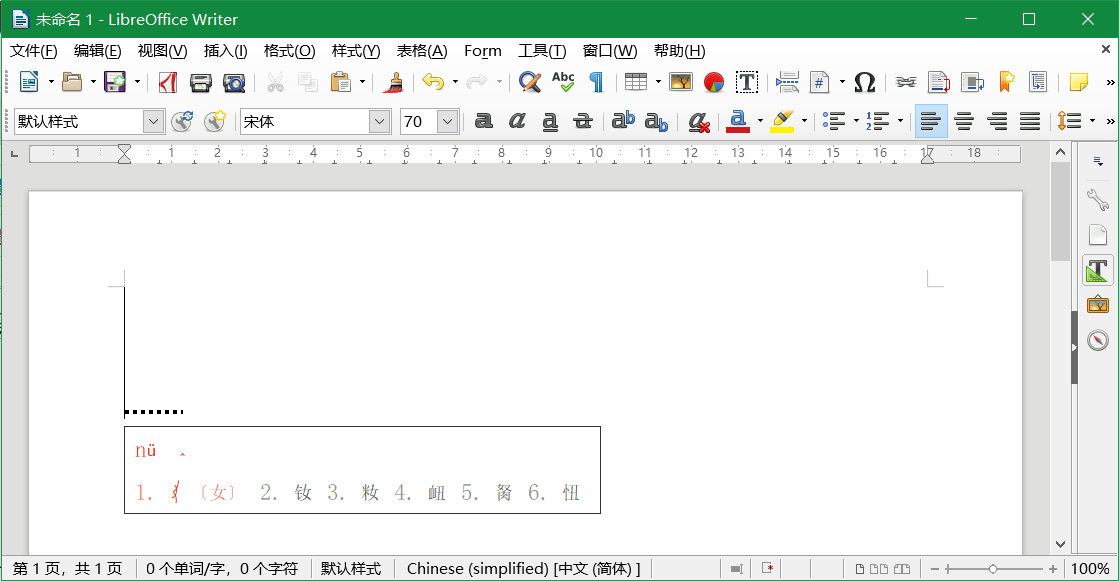 未命名 1 - LibreOffice Writer
文件(F) 编辑(E) 视图(V) 插入(I) 格式(O) 样式(Y) 表格(A) Form 工具(T) 窗口(W) 帮助(H)
Abc # T Ω
默认样式 宋体 70 a a a a ab ab a
1 1 2 3 4 5 6 7 8 9 10 11 12 13 14 15 16 17 18
nü
1. 〔女〕 2. 钕 3. 籹 4. 衄 5. 6. 忸
第 1 页，共 1 页 0 个单词/字，0 个字符 默认样式 Chinese (simplified) [中文 (简体) ] 100%